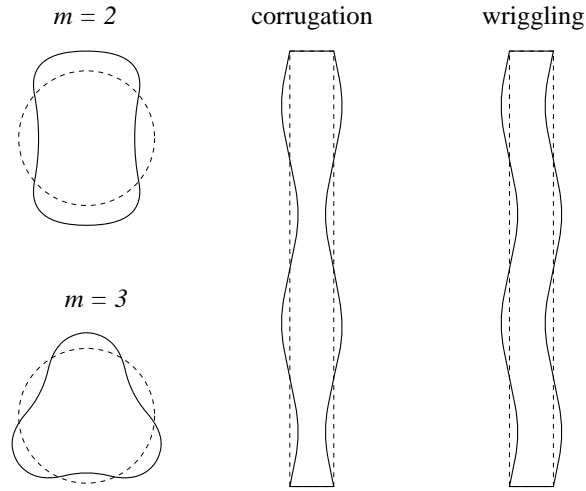 m = 2
corrugation
wriggling
m = 3